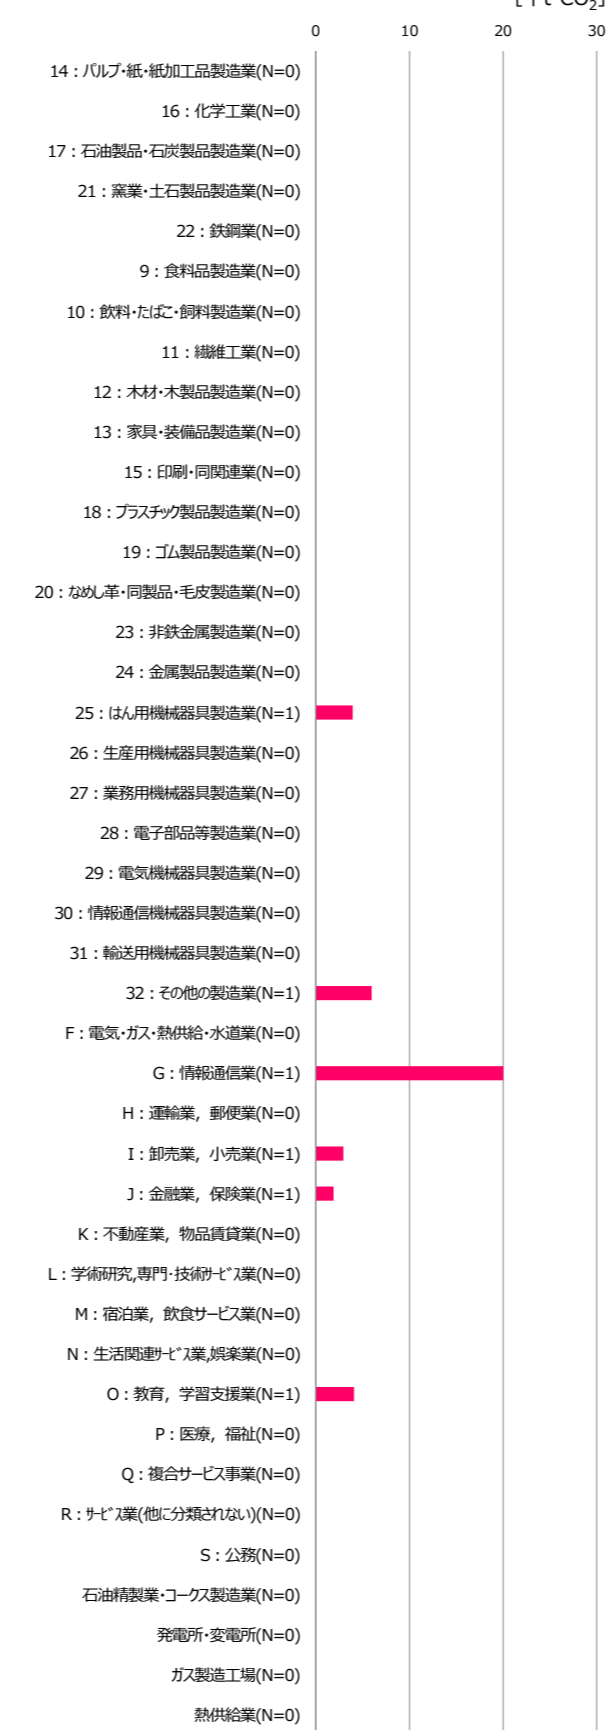 CO2]
0 10 20 30
14：パルプ・紙・紙加工品製造業(N=0)
16：化学工業(N=0)
17：石油製品・石炭製品製造業(N=0)
21：窯業・土石製品製造業(N=0)
22：鉄鋼業(N=0)
9：食料品製造業(N=0)
10：飲料・たばこ・飼料製造業(N=0)
11：繊維工業(N=0)
12：木材・木製品製造業(N=0)
13：家具・装備品製造業(N=0)
15：印刷・同関連業(N=0)
18：プラスチック製品製造業(N=0)
19：ゴム製品製造業(N=0)
20：なめし革・同製品・毛皮製造業(N=0)
23：非鉄金属製造業(N=0)
24：金属製品製造業(N=0)
25：はん用機械器具製造業(N=1)
26：生産用機械器具製造業(N=0)
27：業務用機械器具製造業(N=0)
28：電子部品等製造業(N=0)
29：電気機械器具製造業(N=0)
30：情報通信機械器具製造業(N=0)
31：輸送用機械器具製造業(N=0)
32：その他の製造業(N=1)
F：電気・ガス・熱供給・水道業(N=0)
G：情報通信業(N=1)
H：運輸業，郵便業(N=0)
I：卸売業，小売業(N=1)
J：金融業，保険業(N=1)
K：不動産業，物品賃貸業(N=0)
L：学術研究,専門・技術ｻｰﾋﾞｽ業(N=0)
M：宿泊業，飲食サービス業(N=0)
N：生活関連ｻｰﾋﾞｽ業,娯楽業(N=0)
O：教育，学習支援業(N=1)
P：医療，福祉(N=0)
Q：複合サービス事業(N=0)
R：ｻｰﾋﾞｽ業(他に分類されない)(N=0)
S：公務(N=0)
石油精製業・コークス製造業(N=0)
発電所・変電所(N=0)
ガス製造工場(N=0)
熱供給業(N=0)